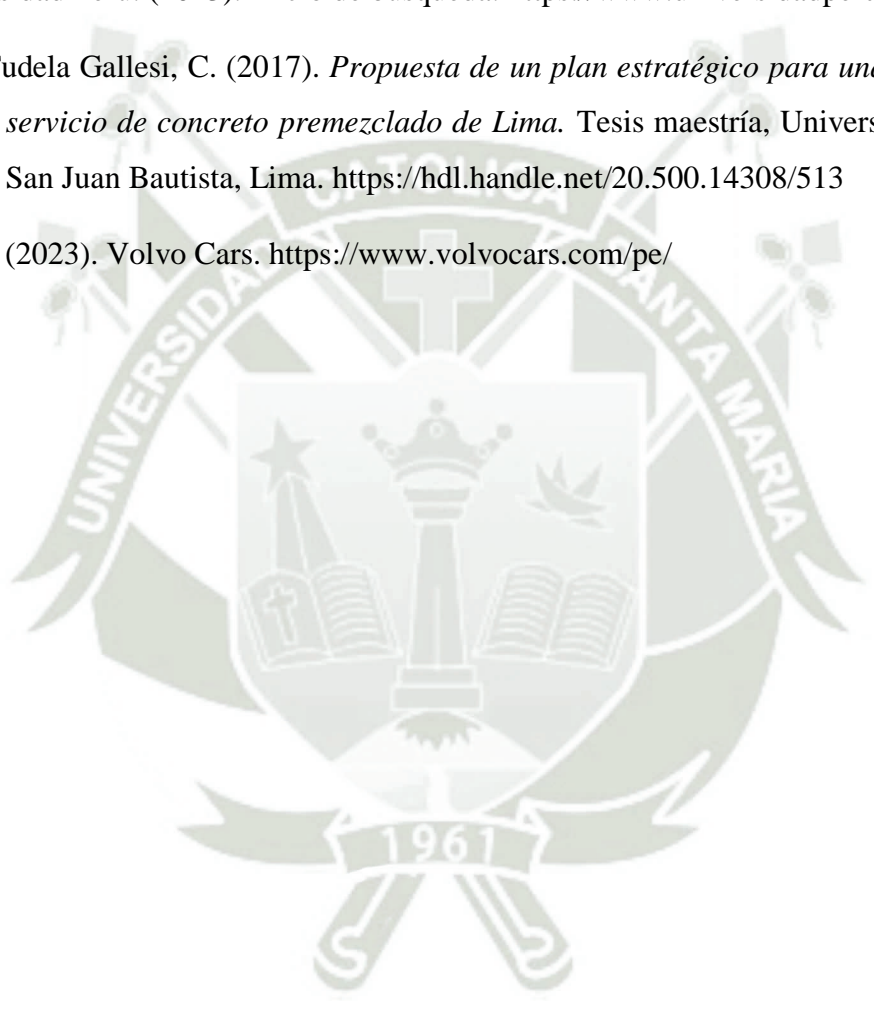 Tudela Gallesi, C. (2017). Propuesta de un plan estratégico para una
servicio de concreto premezclado de Lima. Tesis maestría, Univers
San Juan Bautista, Lima. https://hdl.handle.net/20.500.14308/513
(2023). Volvo Cars. https://www.volvocars.com/pe/
UNIVERSIDAD CATOLICA SANTA MARIA
1961